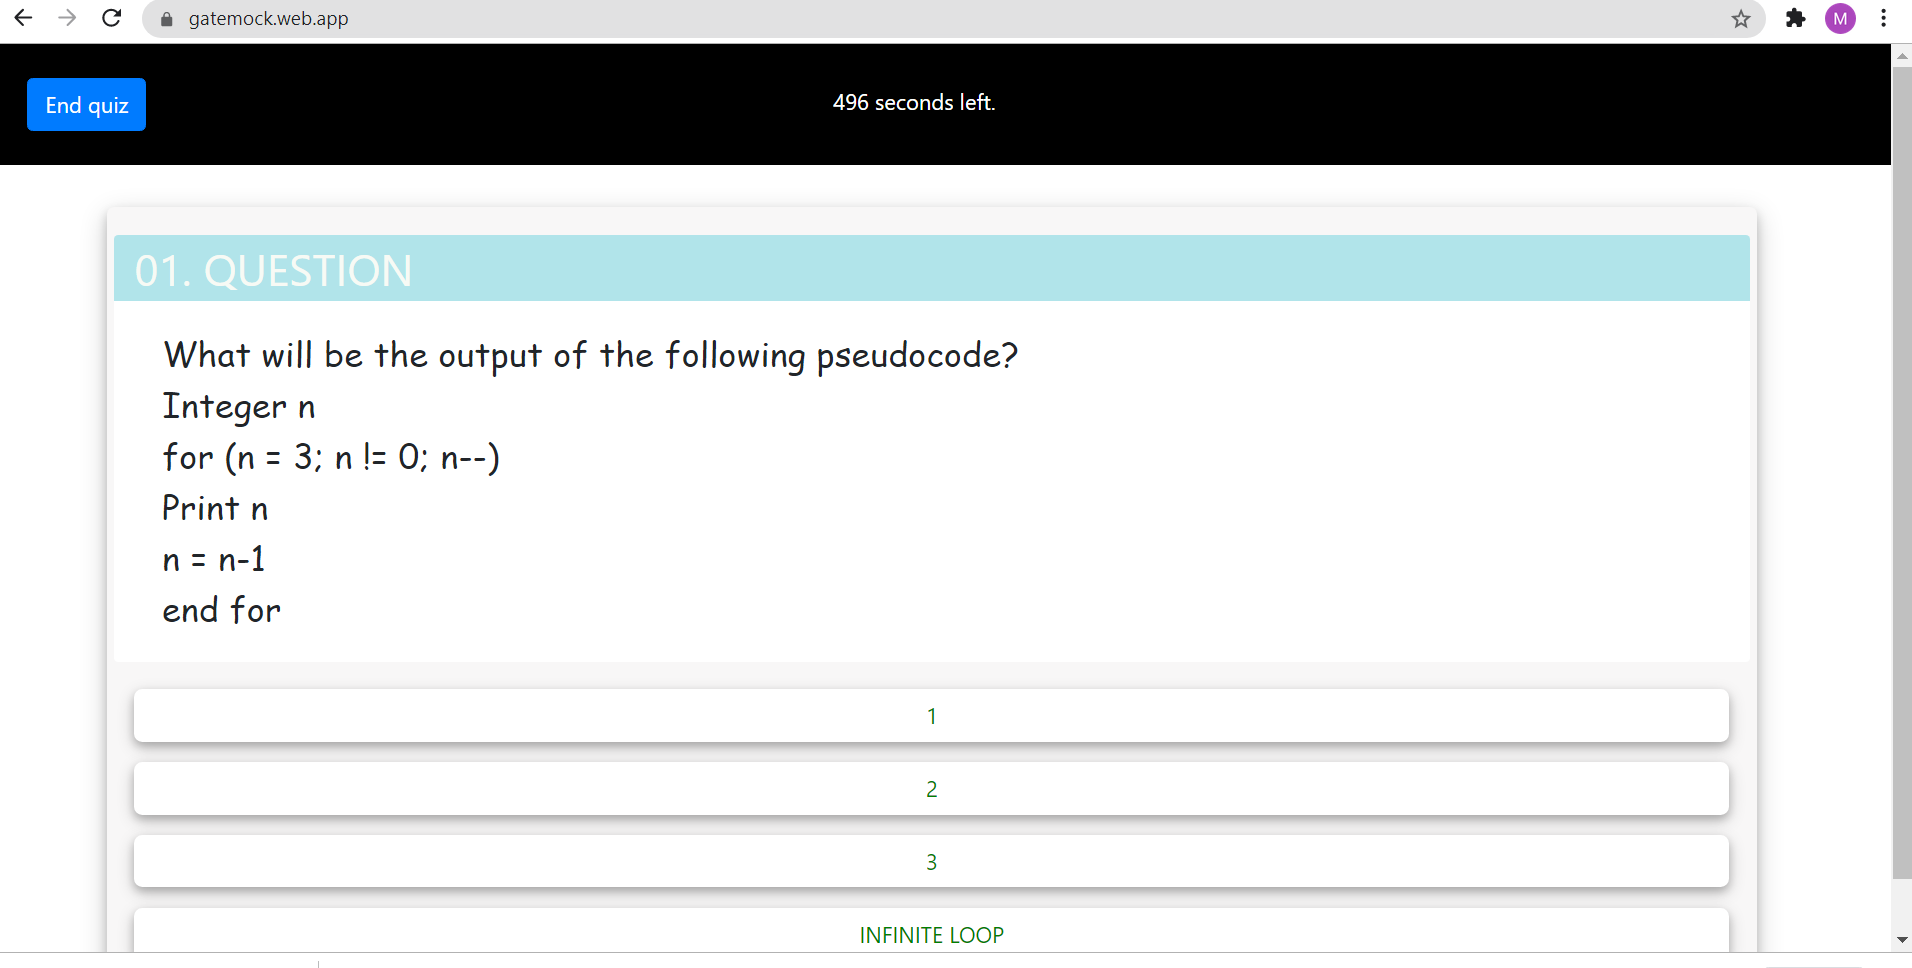 gatemock.web.app
M
End quiz
496 seconds left.
01. QUESTION
What will be the output of the following pseudocode?
Integer n
for (n = 3; n != 0; n--)
Print n
n = n-1
end for
1
2
3
INFINITE LOOP